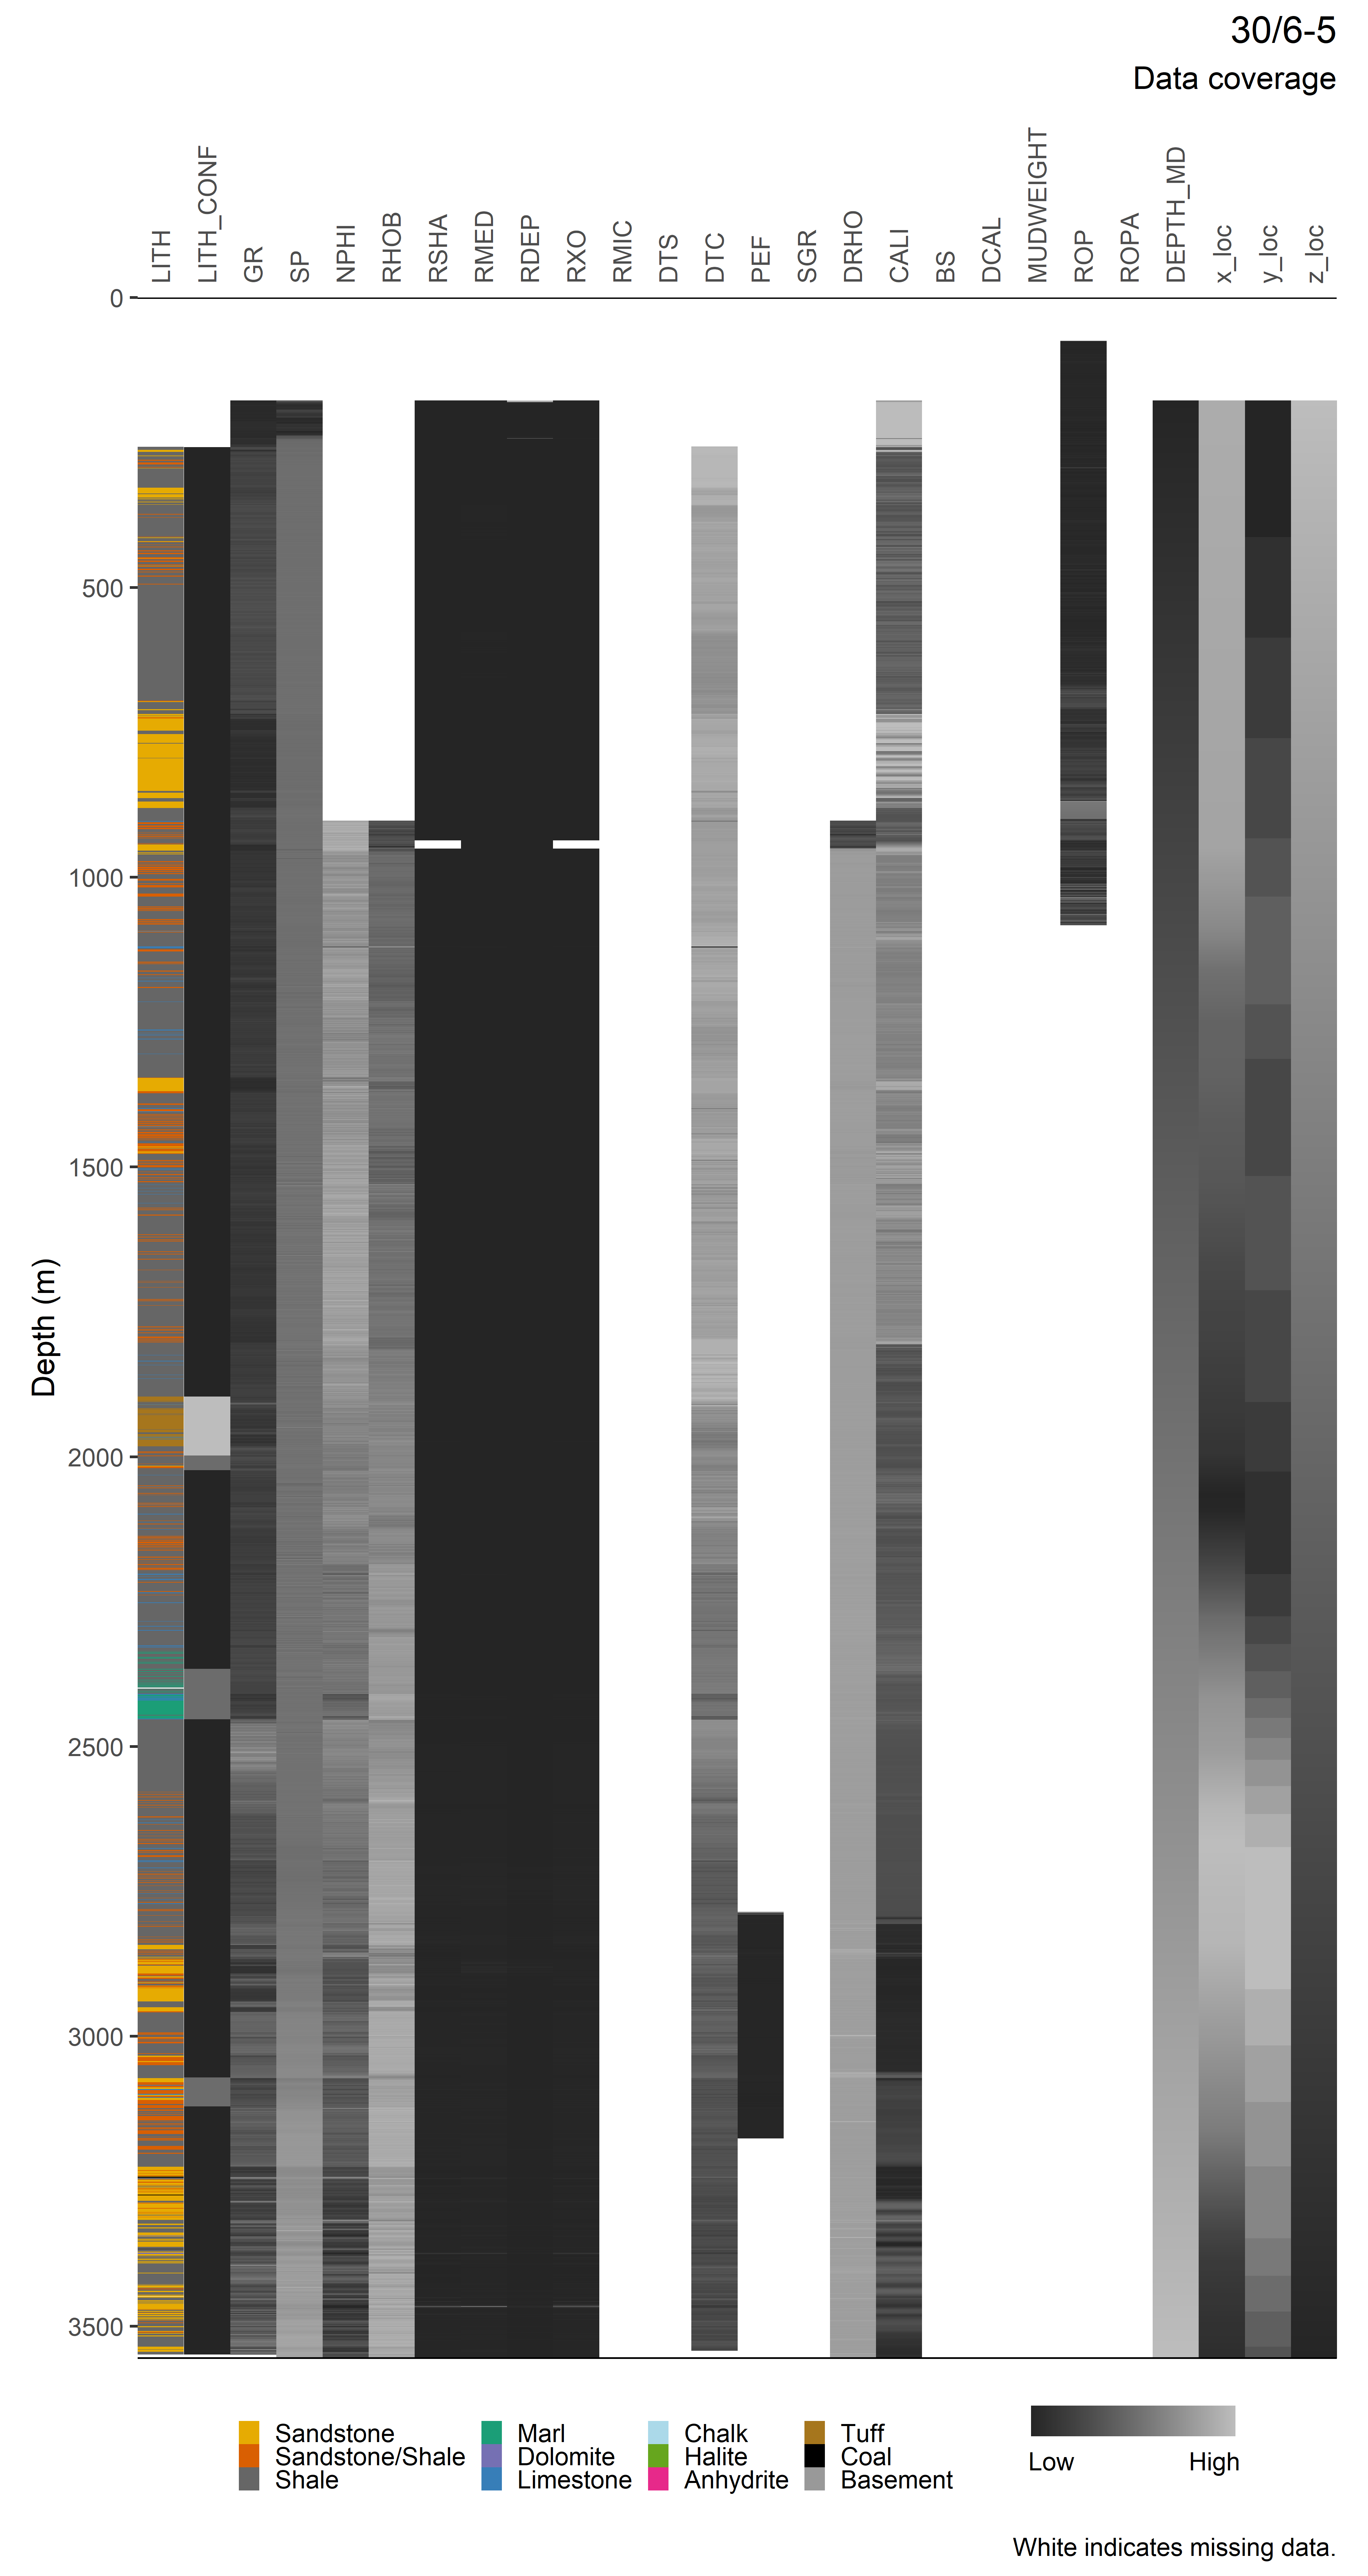 30/6-5
Data coverage
LITH
LITH_CONF
GR
SP
NPHI
RHOB
RSHA
RMED
RDEP
RXO
RMIC
DTS
DTC
PEF
SGR
DRHO
CALI
BS
DCAL
MUDWEIGHT
ROP
ROPA
DEPTH_MD
x_loc
y_loc
z_loc
0
500
1000
1500
2000
2500
3000
3500
Depth (m)
Sandstone
Sandstone/Shale
Shale
Marl
Dolomite
Limestone
Chalk
Halite
Anhydrite
Tuff
Coal
Basement
Low High
White indicates missing data.